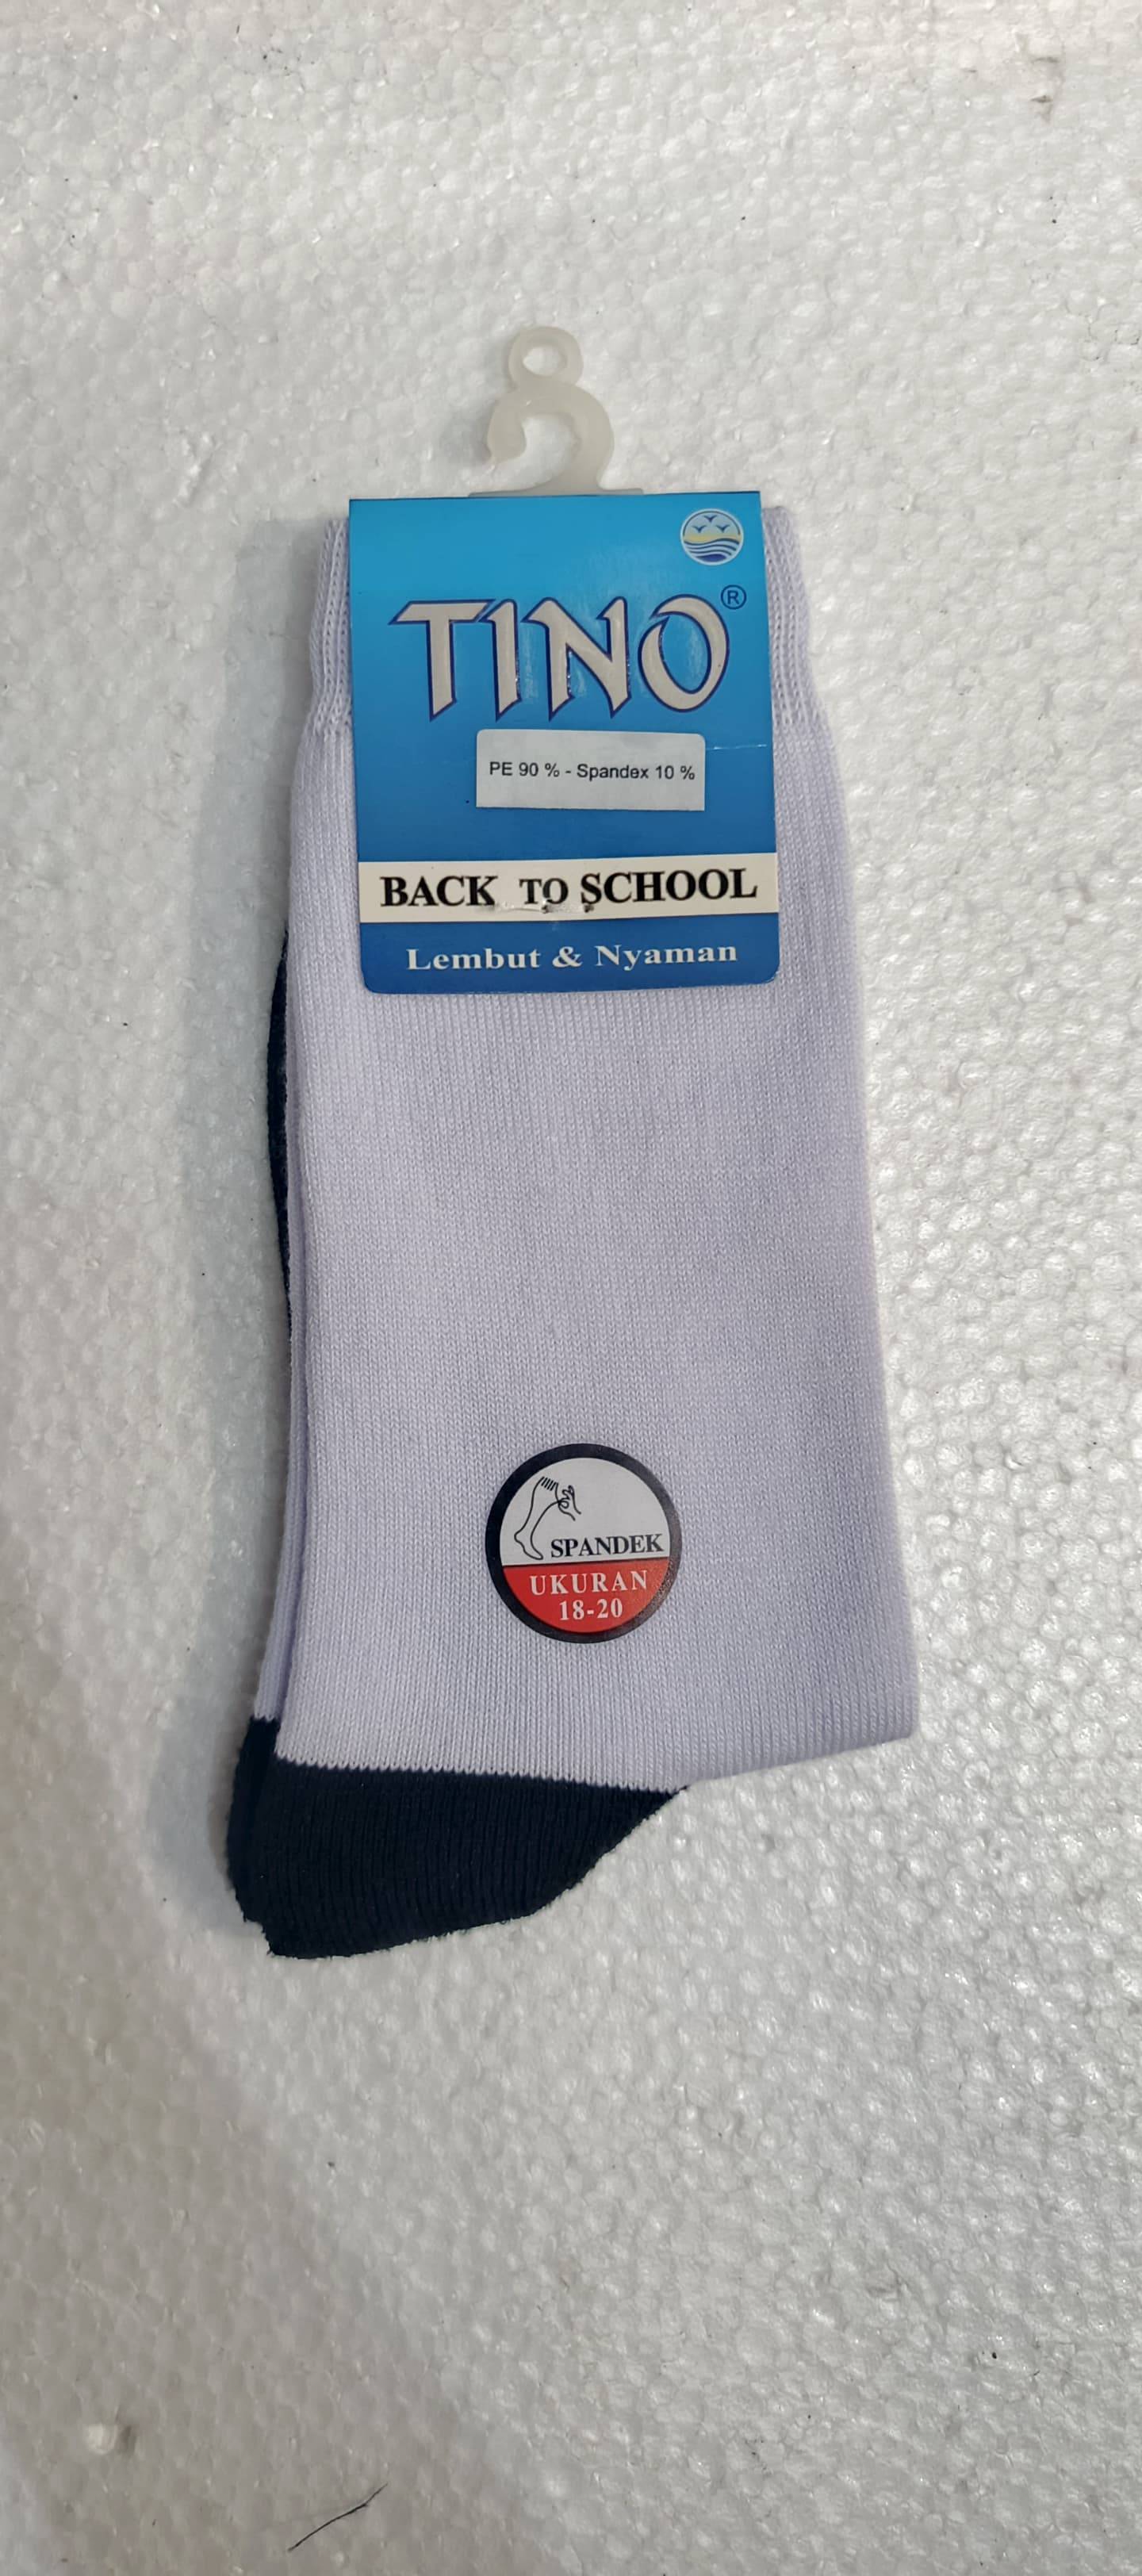 TINO®
PE 90 % - Spandex 10 %
BACK TO SCHOOL
Lembut & Nyaman
SPANDEK
UKURAN
18-20